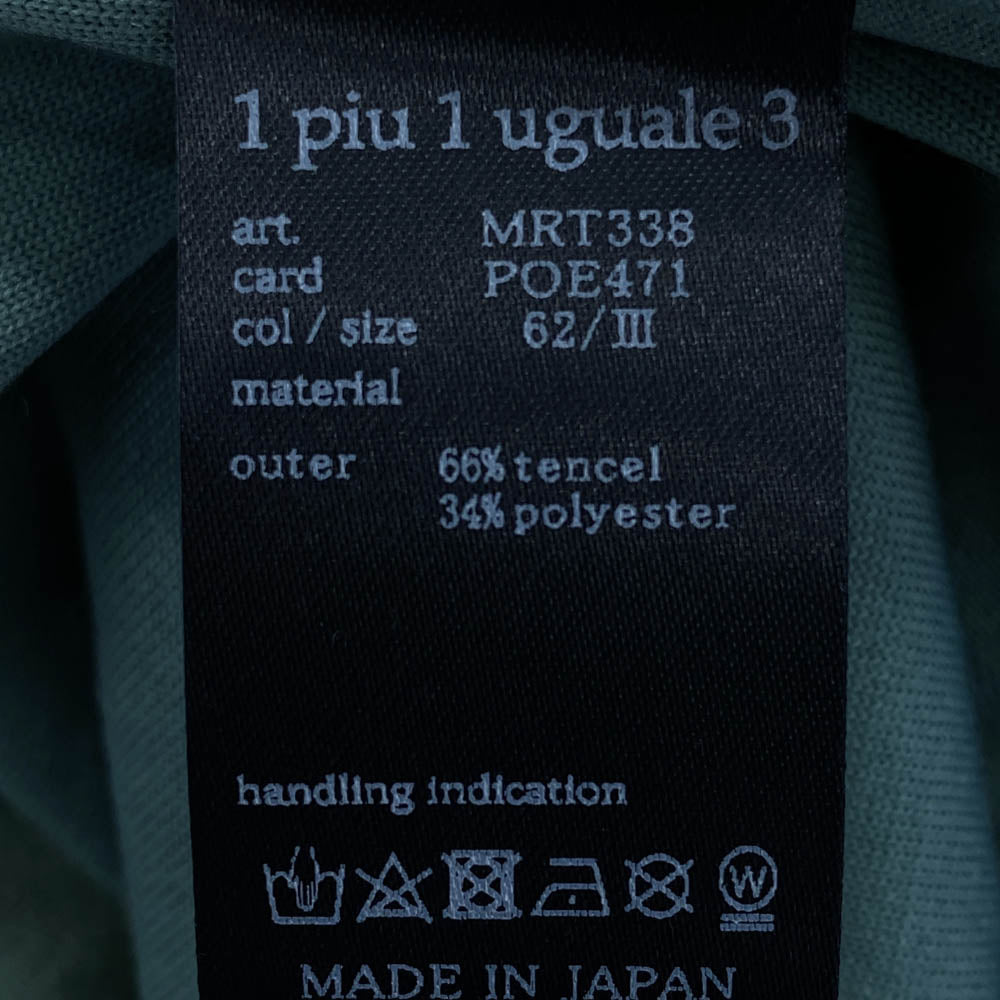 1 piu 1 uguale 3
art. MRT338
card POE471
col / size 62/III
material
outer 66% tencel
34% polyester
handling indication
W
MADE IN JAPAN